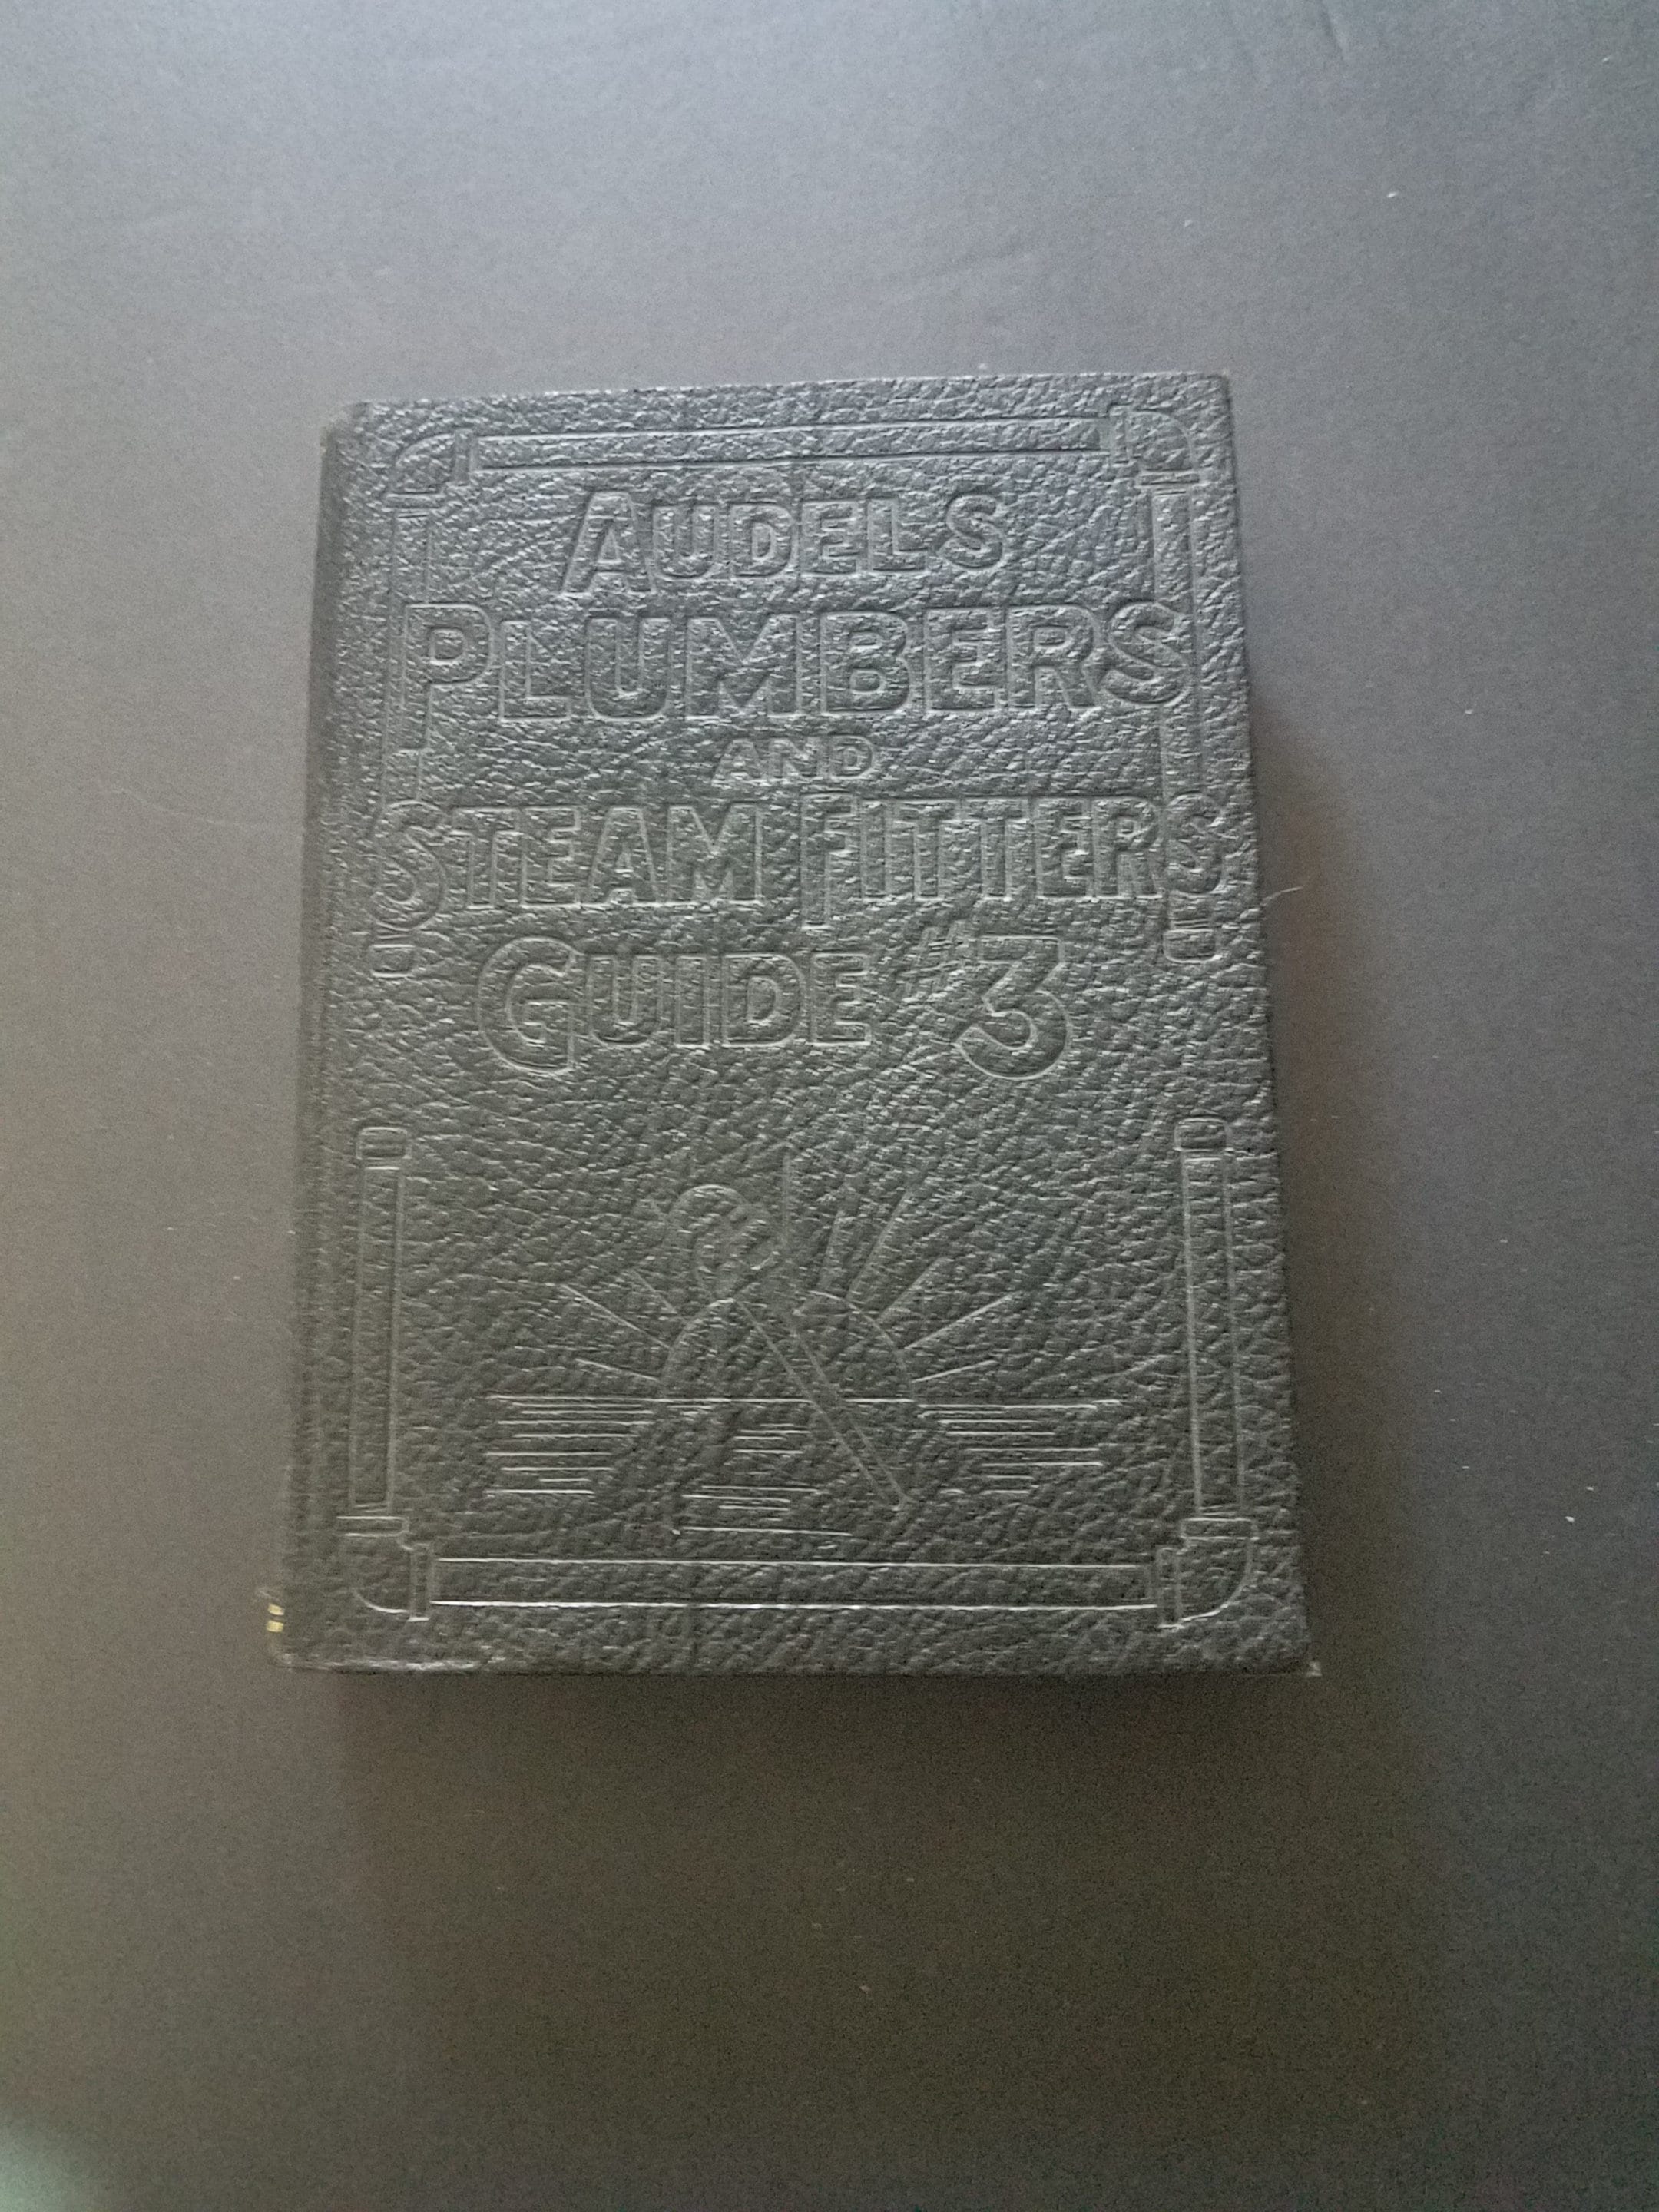 AUDELS
PLUMBERS
AND
STEAM FITTERS
GUIDE #3